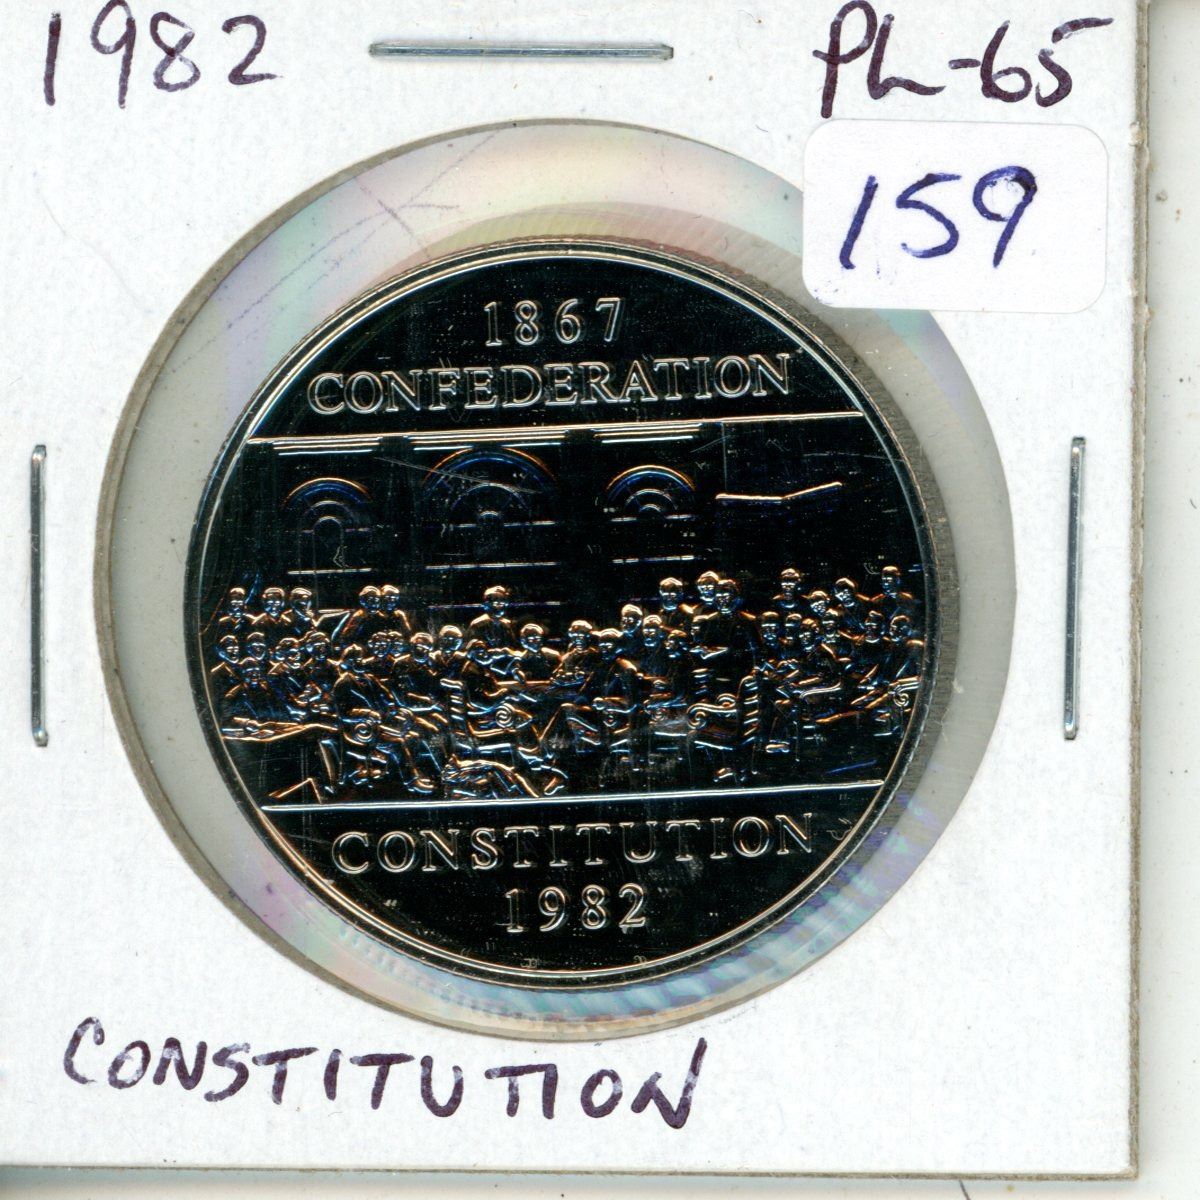 1982
PL-65
159
1867
CONFEDERATION
CONSTITUTION
1982
CONSTITUTION